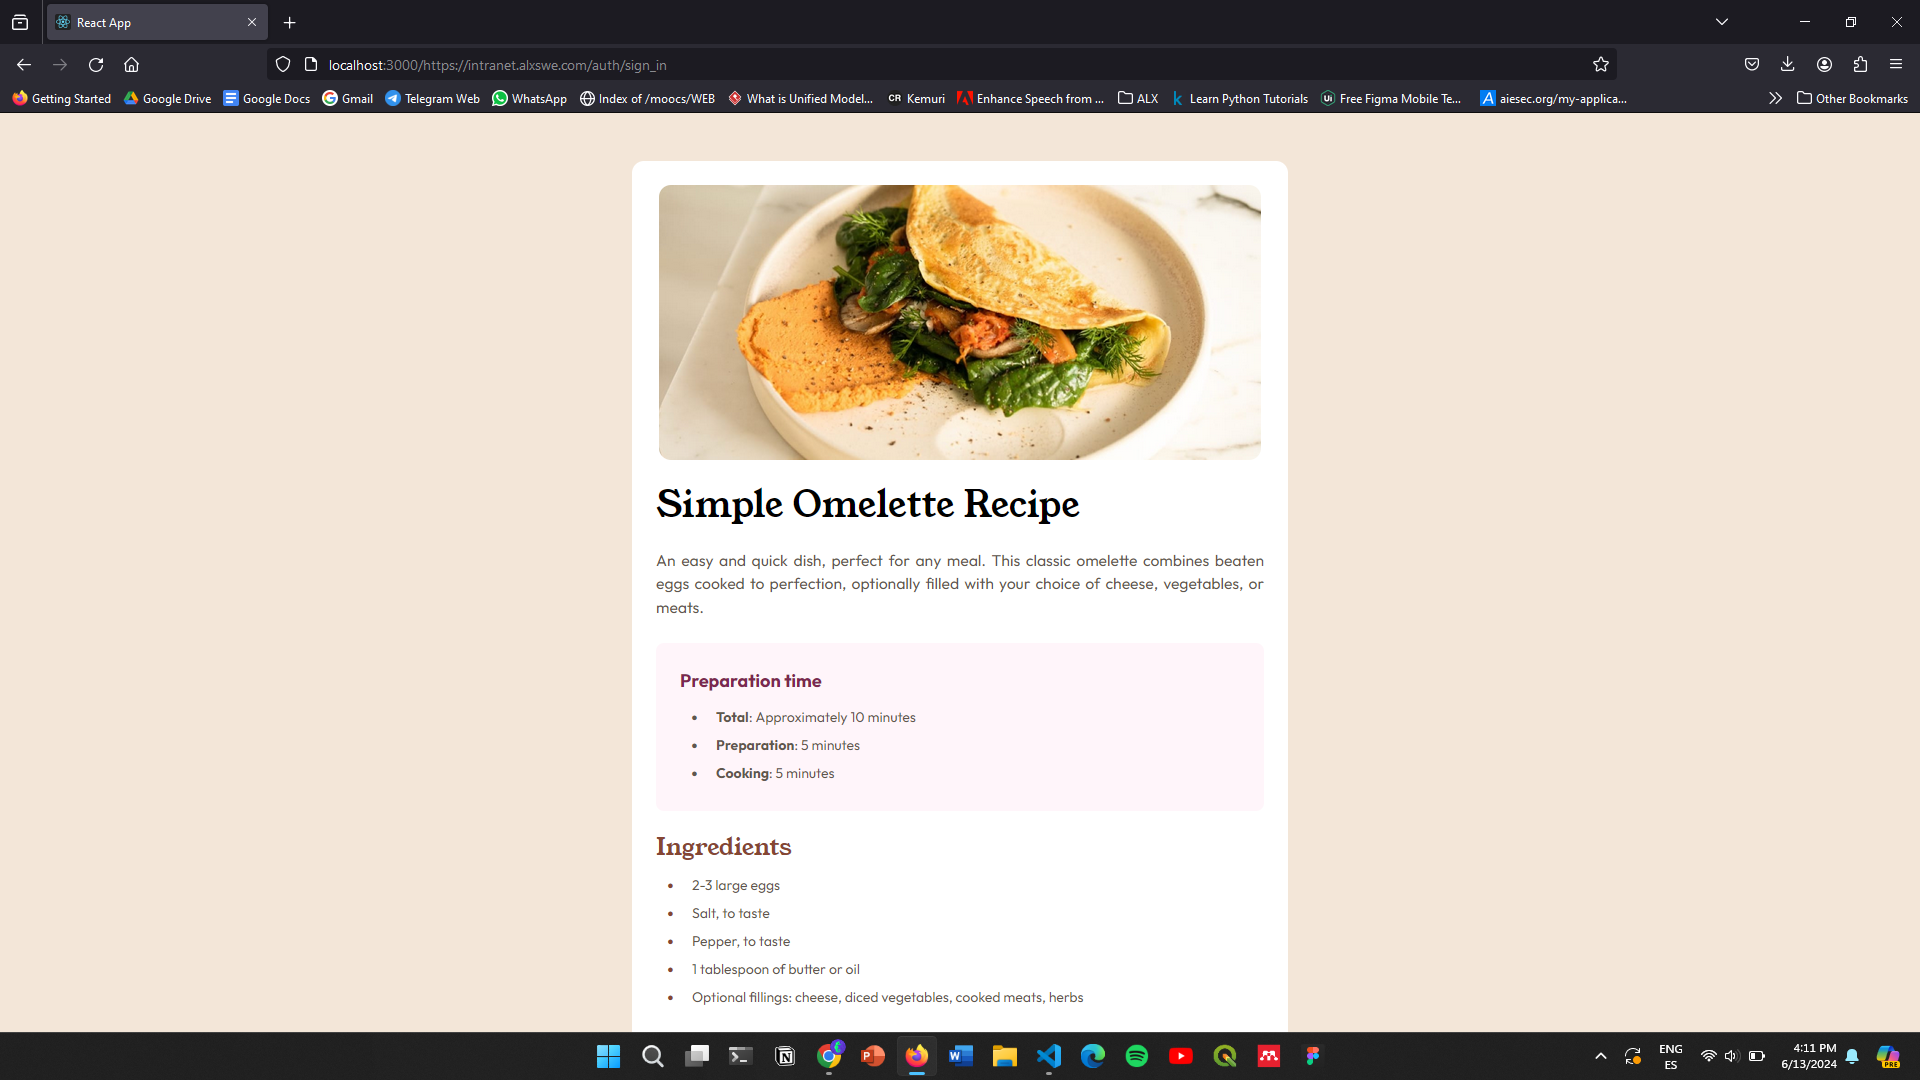 React App
localhost:3000/https://intranet.alxswe.com/auth/sign_in
Getting Started Google Drive Google Docs Gmail Telegram Web WhatsApp Index of /moocs/WEB What is Unified Model... CR Kemuri Enhance Speech from ... ALX k Learn Python Tutorials Ui Free Figma Mobile Te... A aiesec.org/my-applica... Other Bookmarks
Simple Omelette Recipe
An easy and quick dish, perfect for any meal. This classic omelette combines beaten
eggs cooked to perfection, optionally filled with your choice of cheese, vegetables, or
meats.
Preparation time
• Total: Approximately 10 minutes
• Preparation: 5 minutes
• Cooking: 5 minutes
Ingredients
• 2-3 large eggs
• Salt, to taste
• Pepper, to taste
• 1 tablespoon of butter or oil
• Optional fillings: cheese, diced vegetables, cooked meats, herbs
ENG
ES
4:11 PM
6/13/2024
PRE